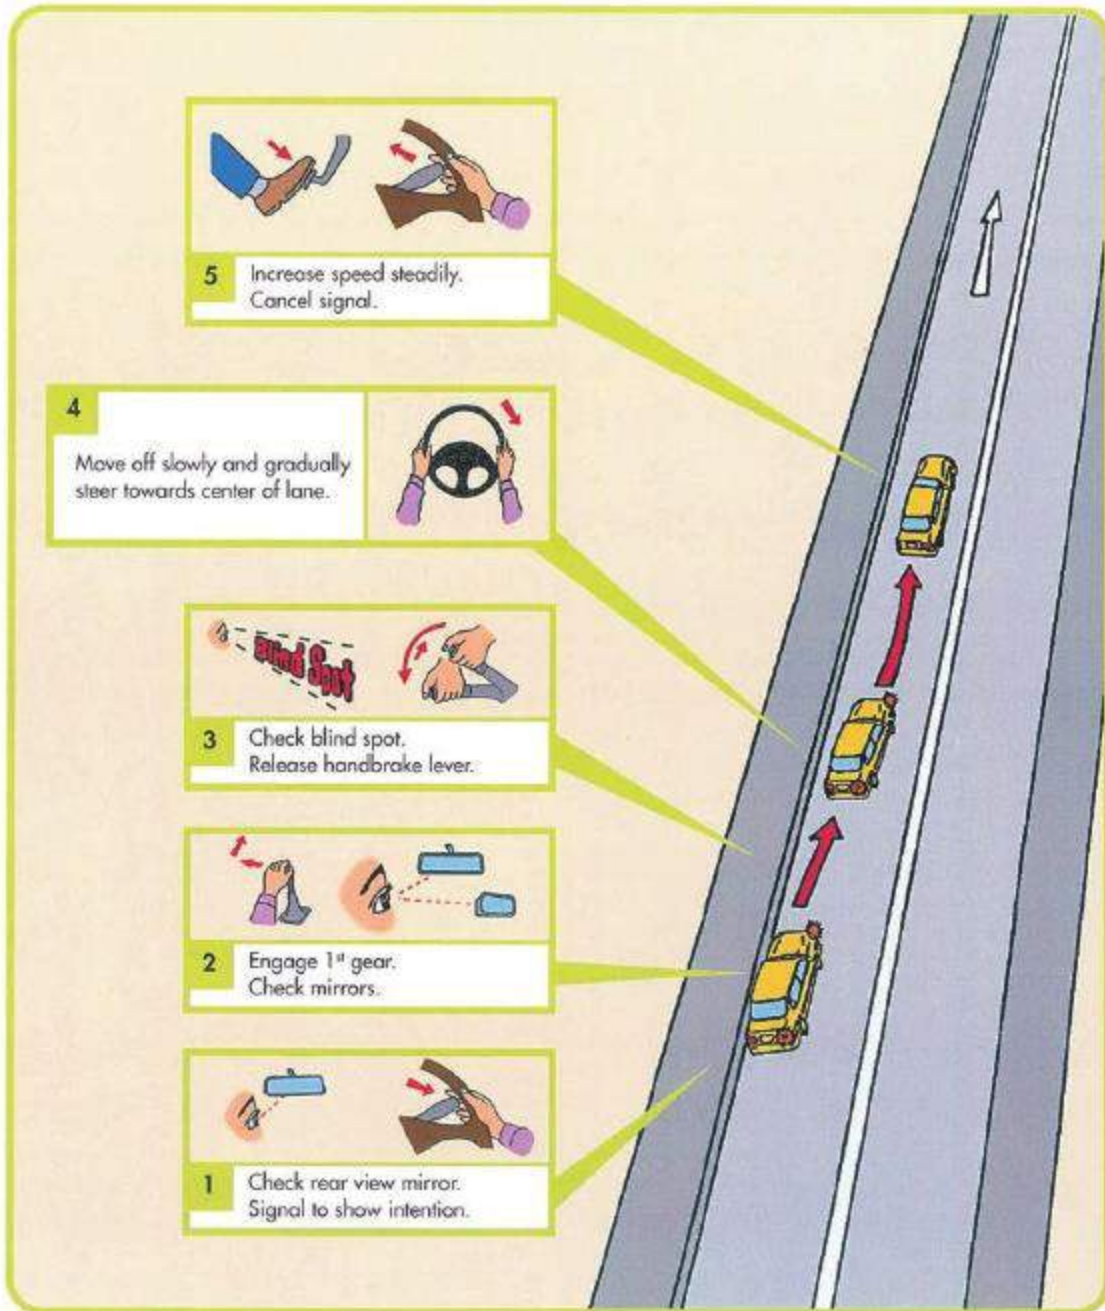 5 Increase speed steadily.
Cancel signal.
4
Move off slowly and gradually
steer towards center of lane.
Blind Spot
3 Check blind spot.
Release handbrake lever.
2 Engage 1st gear.
Check mirrors.
1 Check rear view mirror.
Signal to show intention.